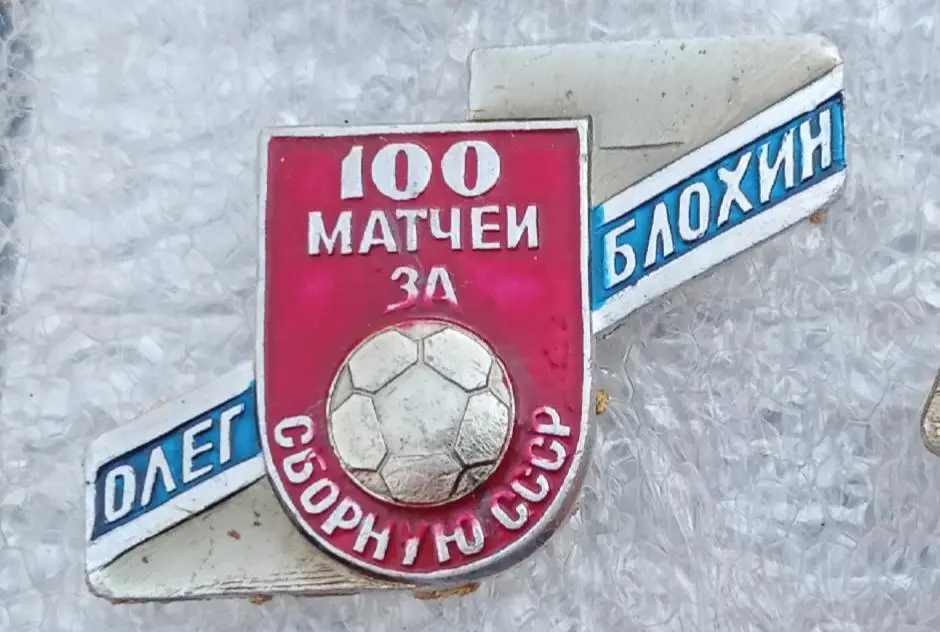 100
МАТЧЕИ
ЗА
СБОРНУЮ СССР
ОЛЕГ
БЛОХИН